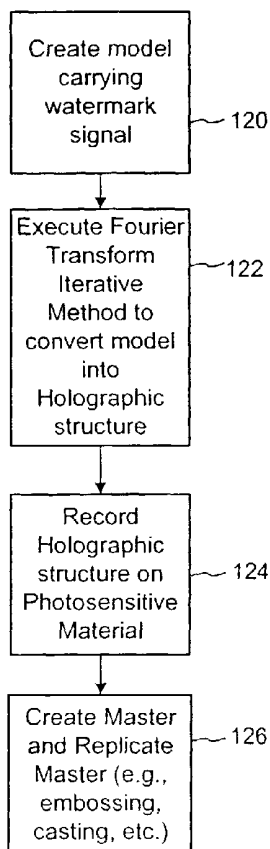 Create model
carrying
watermark
signal
120
Execute Fourier
Transform
Iterative
Method to
convert model
into
Holographic
structure
122
Record
Holographic
structure on
Photosensitive
Material
124
Create Master
and Replicate
Master (e.g.,
embossing,
casting, etc.)
126